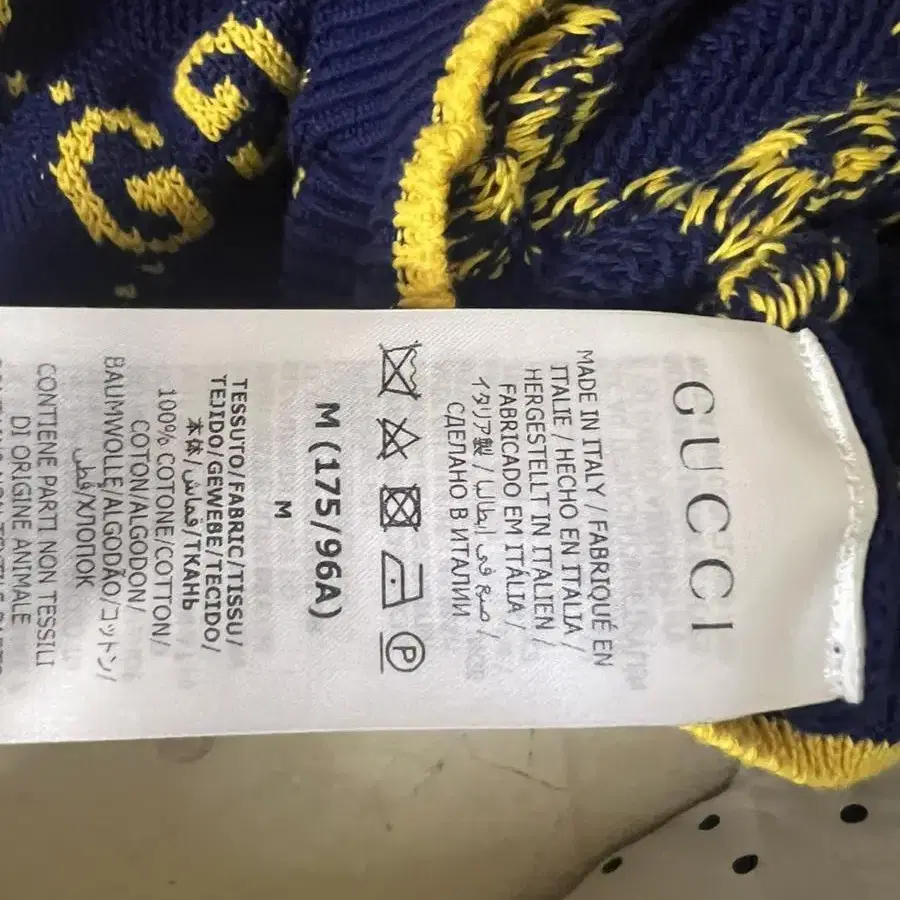 GUCCI
MADE IN ITALY / FABRIQUÉ EN
ITALIE / HECHO EN ITALIA /
HERGESTELLT IN ITALIEN /
FABRICADO EM ITÁLIA /
イタリア製 / صنع في إيطاليا /
СДЕЛАНО В ИТАЛИИ
P
M (175/96A)
M
TESSUTO/FABRIC/TISSU/
TEJIDO/GEWEBE/TECIDO/
本体/قماش/ТКАНЬ
100% COTONE/COTTON/
COTON/ALGODON/
BAUMWOLLE/ALGODÃO/コットン/
قطن/ХЛОПОК
CONTIENE PARTI NON TESSILI
DI ORIGINE ANIMALE